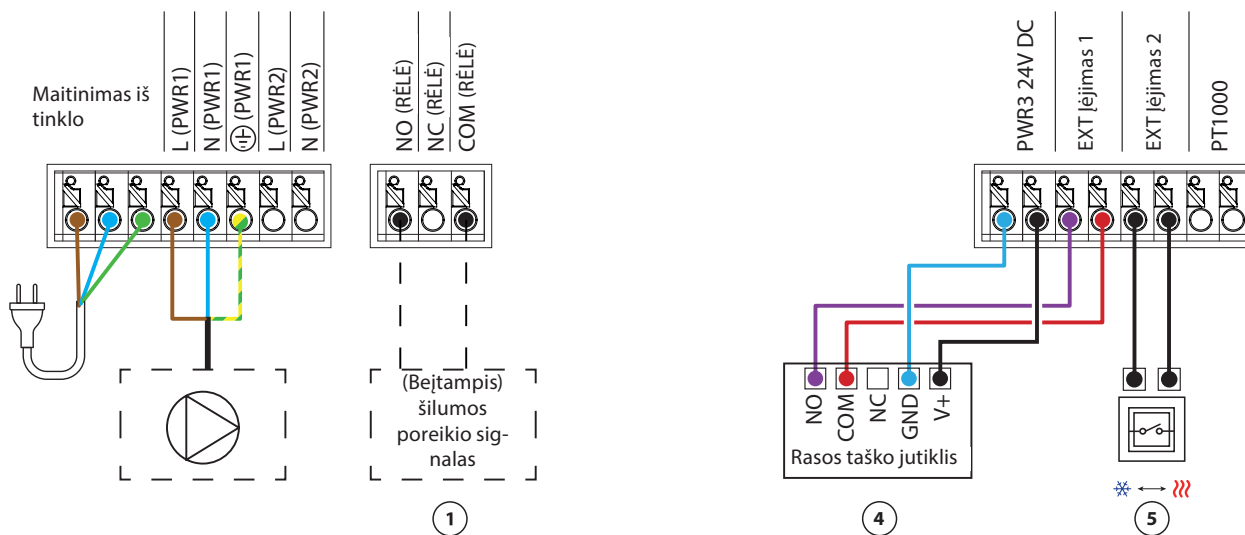 Maitinimas iš
tinklo
L (PWR1)
N (PWR1)
(PWR1)
L (PWR2)
N (PWR2)
NO (RĖLĖ)
NC (RĖLĖ)
COM (RĖLĖ)
(Beįtampis)
šilumos
poreikio sig-
nalas
1
PWR3 24V DC
EXT Įėjimas 1
EXT Įėjimas 2
PT1000
NO
COM
NC
GND
V+
Rasos taško jutiklis
4
5